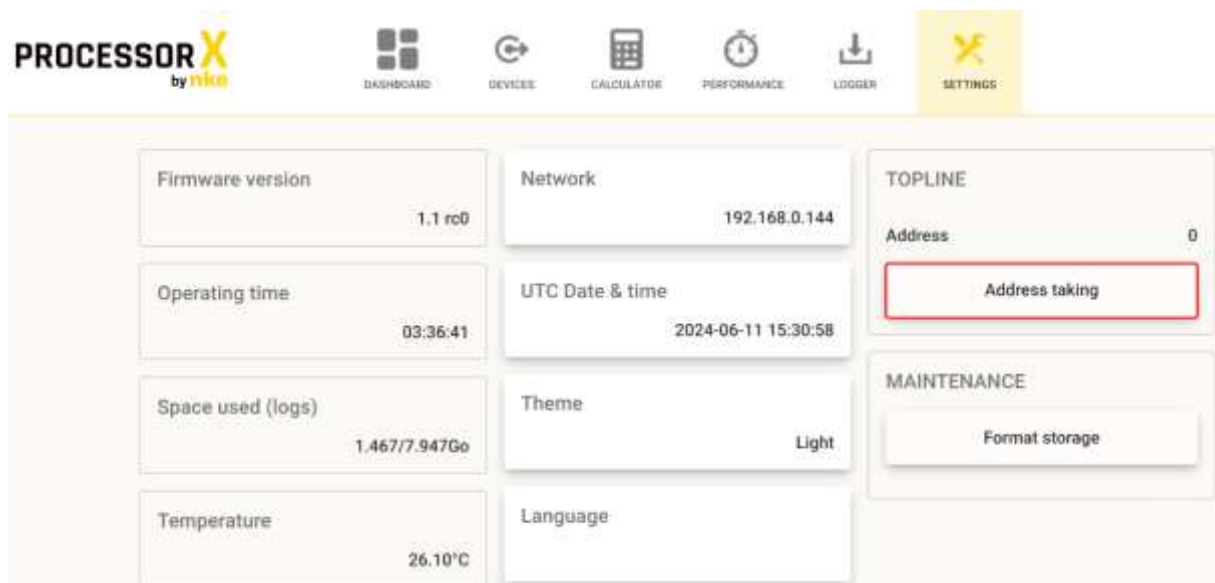 PROCESSOR X
by nke
DASHBOARD
DEVICES
CALCULATOR
PERFORMANCE
LOGGER
SETTINGS
Firmware version
1.1 rc0
Operating time
03:36:41
Space used (logs)
1.467/7.947Go
Temperature
26.10°C
Network
192.168.0.144
UTC Date & time
2024-06-11 15:30:58
Theme
Light
Language
TOPLINE
Address 0
Address taking
MAINTENANCE
Format storage